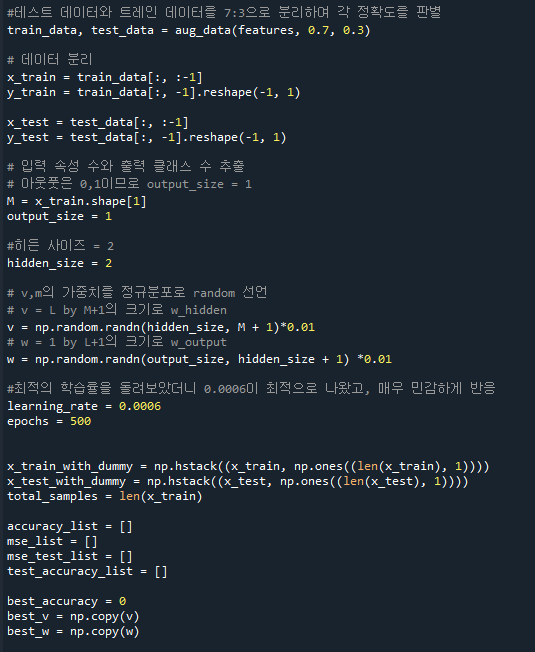 #테스트 데이터와 트레인 데이터를 7:3으로 분리하며 각 정확도를 판별
train_data, test_data = aug_data(features, 0.7, 0.3)
# 데이터 분리
x_train = train_data[:, :-1]
y_train = train_data[:, -1].reshape(-1, 1)
x_test = test_data[:, :-1]
y_test = test_data[:, -1].reshape(-1, 1)
# 입력 속성 수와 출력 클래스 수 추출
# 아웃풋은 0,1이므로 output_size = 1
M = x_train.shape[1]
output_size = 1
#히든 사이즈 = 2
hidden_size = 2
# v,m의 가중치를 정규분포로 random 선언
# v = L by M+1의 크기로 w_hidden
v = np.random.randn(hidden_size, M + 1)*0.01
# w = 1 by L+1의 크기로 w_output
w = np.random.randn(output_size, hidden_size + 1) *0.01
#최적의 학습률을 돌려보았더니 0.0006이 최적으로 나왔고, 매우 민감하게 반응
learning_rate = 0.0006
epochs = 500
x_train_with_dummy = np.hstack((x_train, np.ones((len(x_train), 1))))
x_test_with_dummy = np.hstack((x_test, np.ones((len(x_test), 1))))
total_samples = len(x_train)
accuracy_list = []
mse_list = []
mse_test_list = []
test_accuracy_list = []
best_accuracy = 0
best_v = np.copy(v)
best_w = np.copy(w)